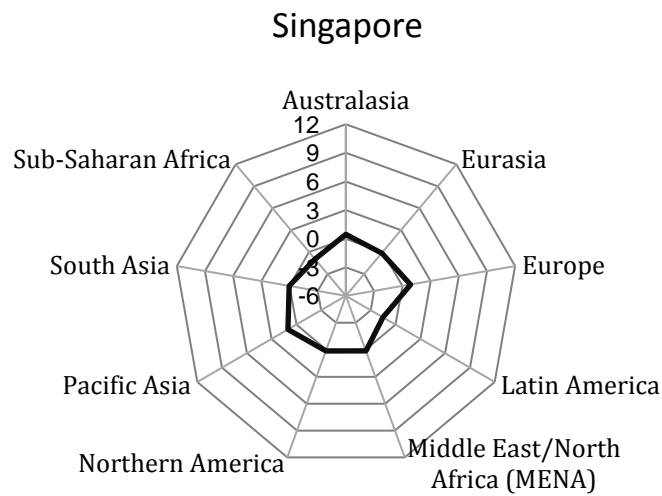 Singapore
Australasia
12
9
6
3
0
-3
-6
Eurasia
Europe
Latin America
Middle East/North
Africa (MENA)
Northern America
Pacific Asia
South Asia
Sub-Saharan Africa